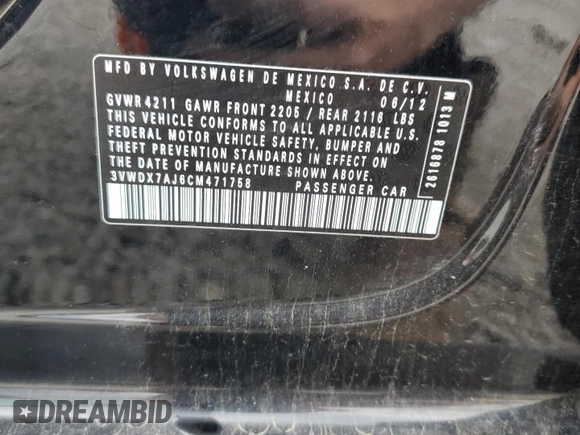 MFD BY VOLKSWAGEN DE MEXICO S.A. DE C.V.
MEXICO 06/12
GVWR 4211 GAWR FRONT 2205 / REAR 2116 LBS
THIS VEHICLE CONFORMS TO ALL APPLICABLE U.S.
FEDERAL MOTOR VEHICLE SAFETY, BUMPER AND
THEFT PREVENTION STANDARDS IN EFFECT ON
THE DATE OF MANUFACTURE SHOWN ABOVE.
3VWDX7AJ6CM471758 PASSENGER CAR
2616878 1013 M
DREAMBID